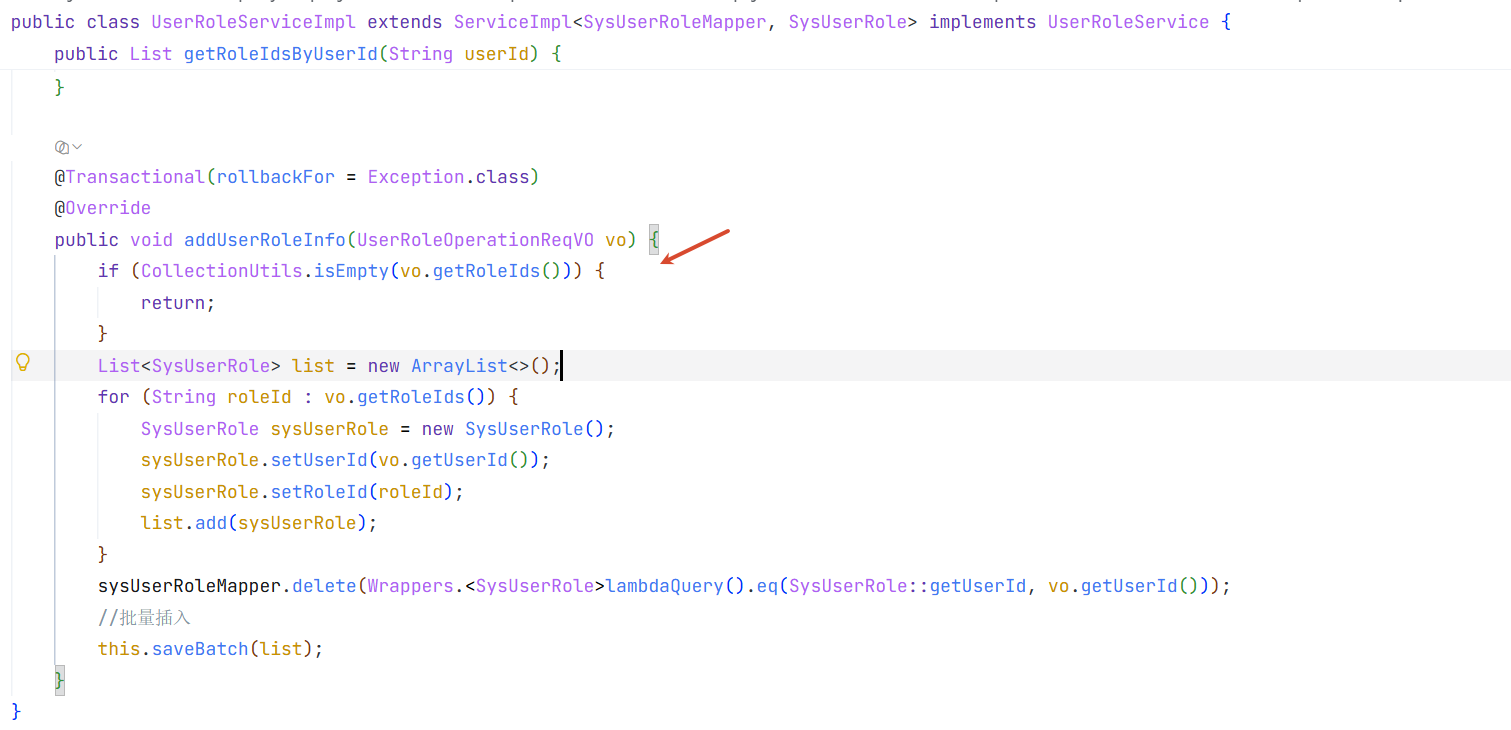 public class UserRoleServiceImpl extends ServiceImpl<SysUserRoleMapper, SysUserRole> implements UserRoleService {
    public List getRoleIdsByUserId(String userId) {
    }
    @Transactional(rollbackFor = Exception.class)
    @Override
    public void addUserRoleInfo(UserRoleOperationReqVO vo) {
        if (CollectionUtils.isEmpty(vo.getRoleIds())) {
            return;
        }
        List<SysUserRole> list = new ArrayList<>();
        for (String roleId : vo.getRoleIds()) {
            SysUserRole sysUserRole = new SysUserRole();
            sysUserRole.setUserId(vo.getUserId());
            sysUserRole.setRoleId(roleId);
            list.add(sysUserRole);
        }
        sysUserRoleMapper.delete(Wrappers.<SysUserRole>lambdaQuery().eq(SysUserRole::getUserId, vo.getUserId()));
        //批量插入
        this.saveBatch(list);
    }
}